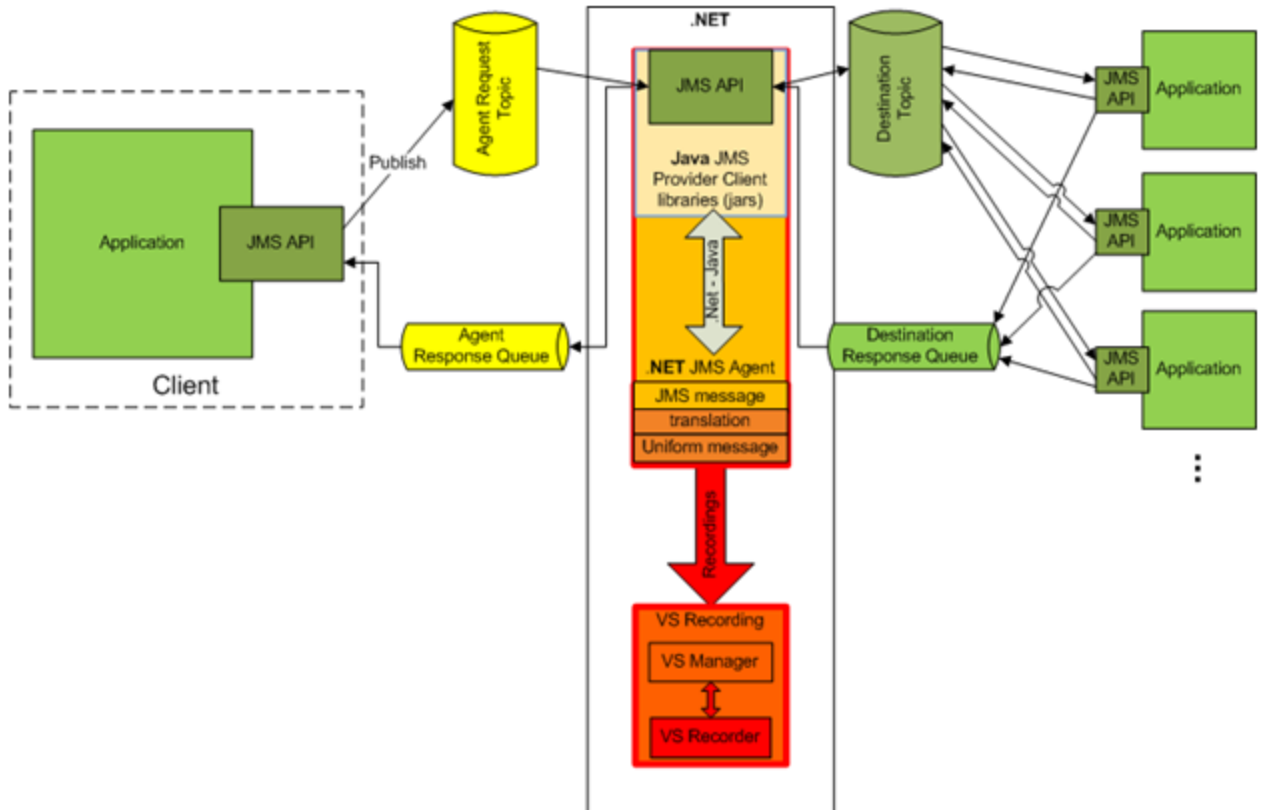 .NET
Agent Request
Topic
JMS API
Destination
Topic
JMS
API
Application
Publish
Java JMS
Provider Client
libraries (jars)
Application
JMS API
JMS
API
Application
.Net - Java
Agent
Response Queue
Destination
Response Queue
.NET JMS Agent
JMS
API
Application
Client
JMS message
translation
Uniform message
Recordings
VS Recording
VS Manager
VS Recorder